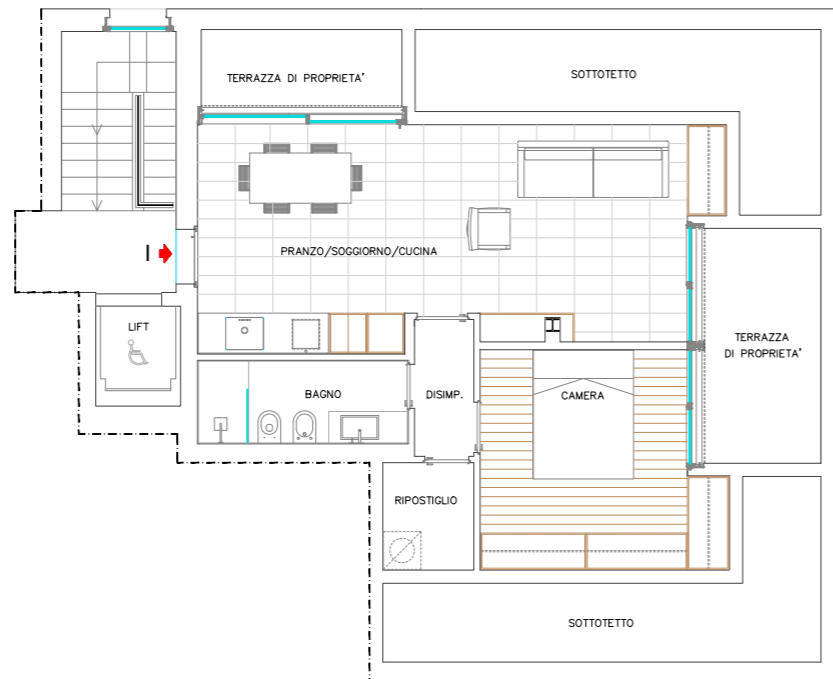 TERRAZZA DI PROPRIETA'
SOTTOTETTO
PRANZO/SOGGIORNO/CUCINA
I
LIFT
TERRAZZA
DI PROPRIETA'
BAGNO
DISIMP.
CAMERA
RIPOSTIGLIO
SOTTOTETTO